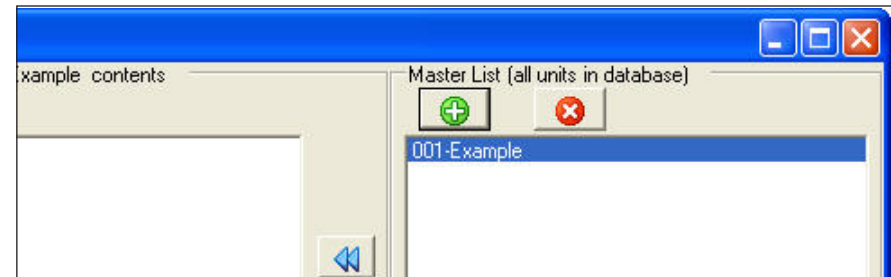 xample contents
Master List (all units in database)
001-Example